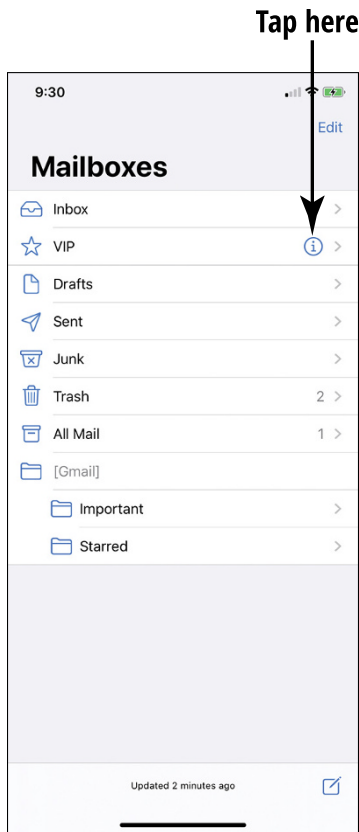 Tap here
9:30
Edit
Mailboxes
Inbox
VIP
Drafts
Sent
Junk
Trash 2
All Mail 1
[Gmail]
Important
Starred
Updated 2 minutes ago